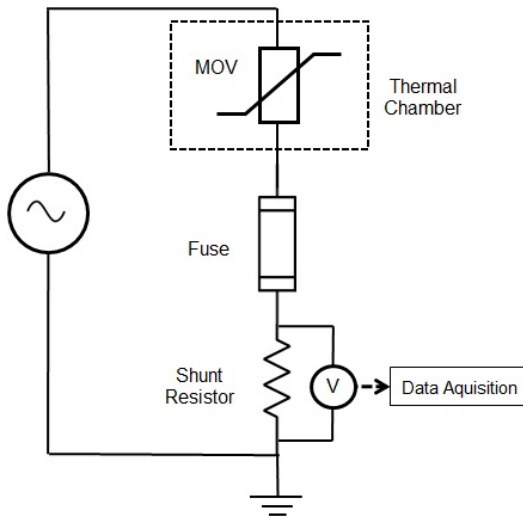 MOV
Thermal
Chamber
Fuse
Shunt
Resistor
V
Data Aquisition